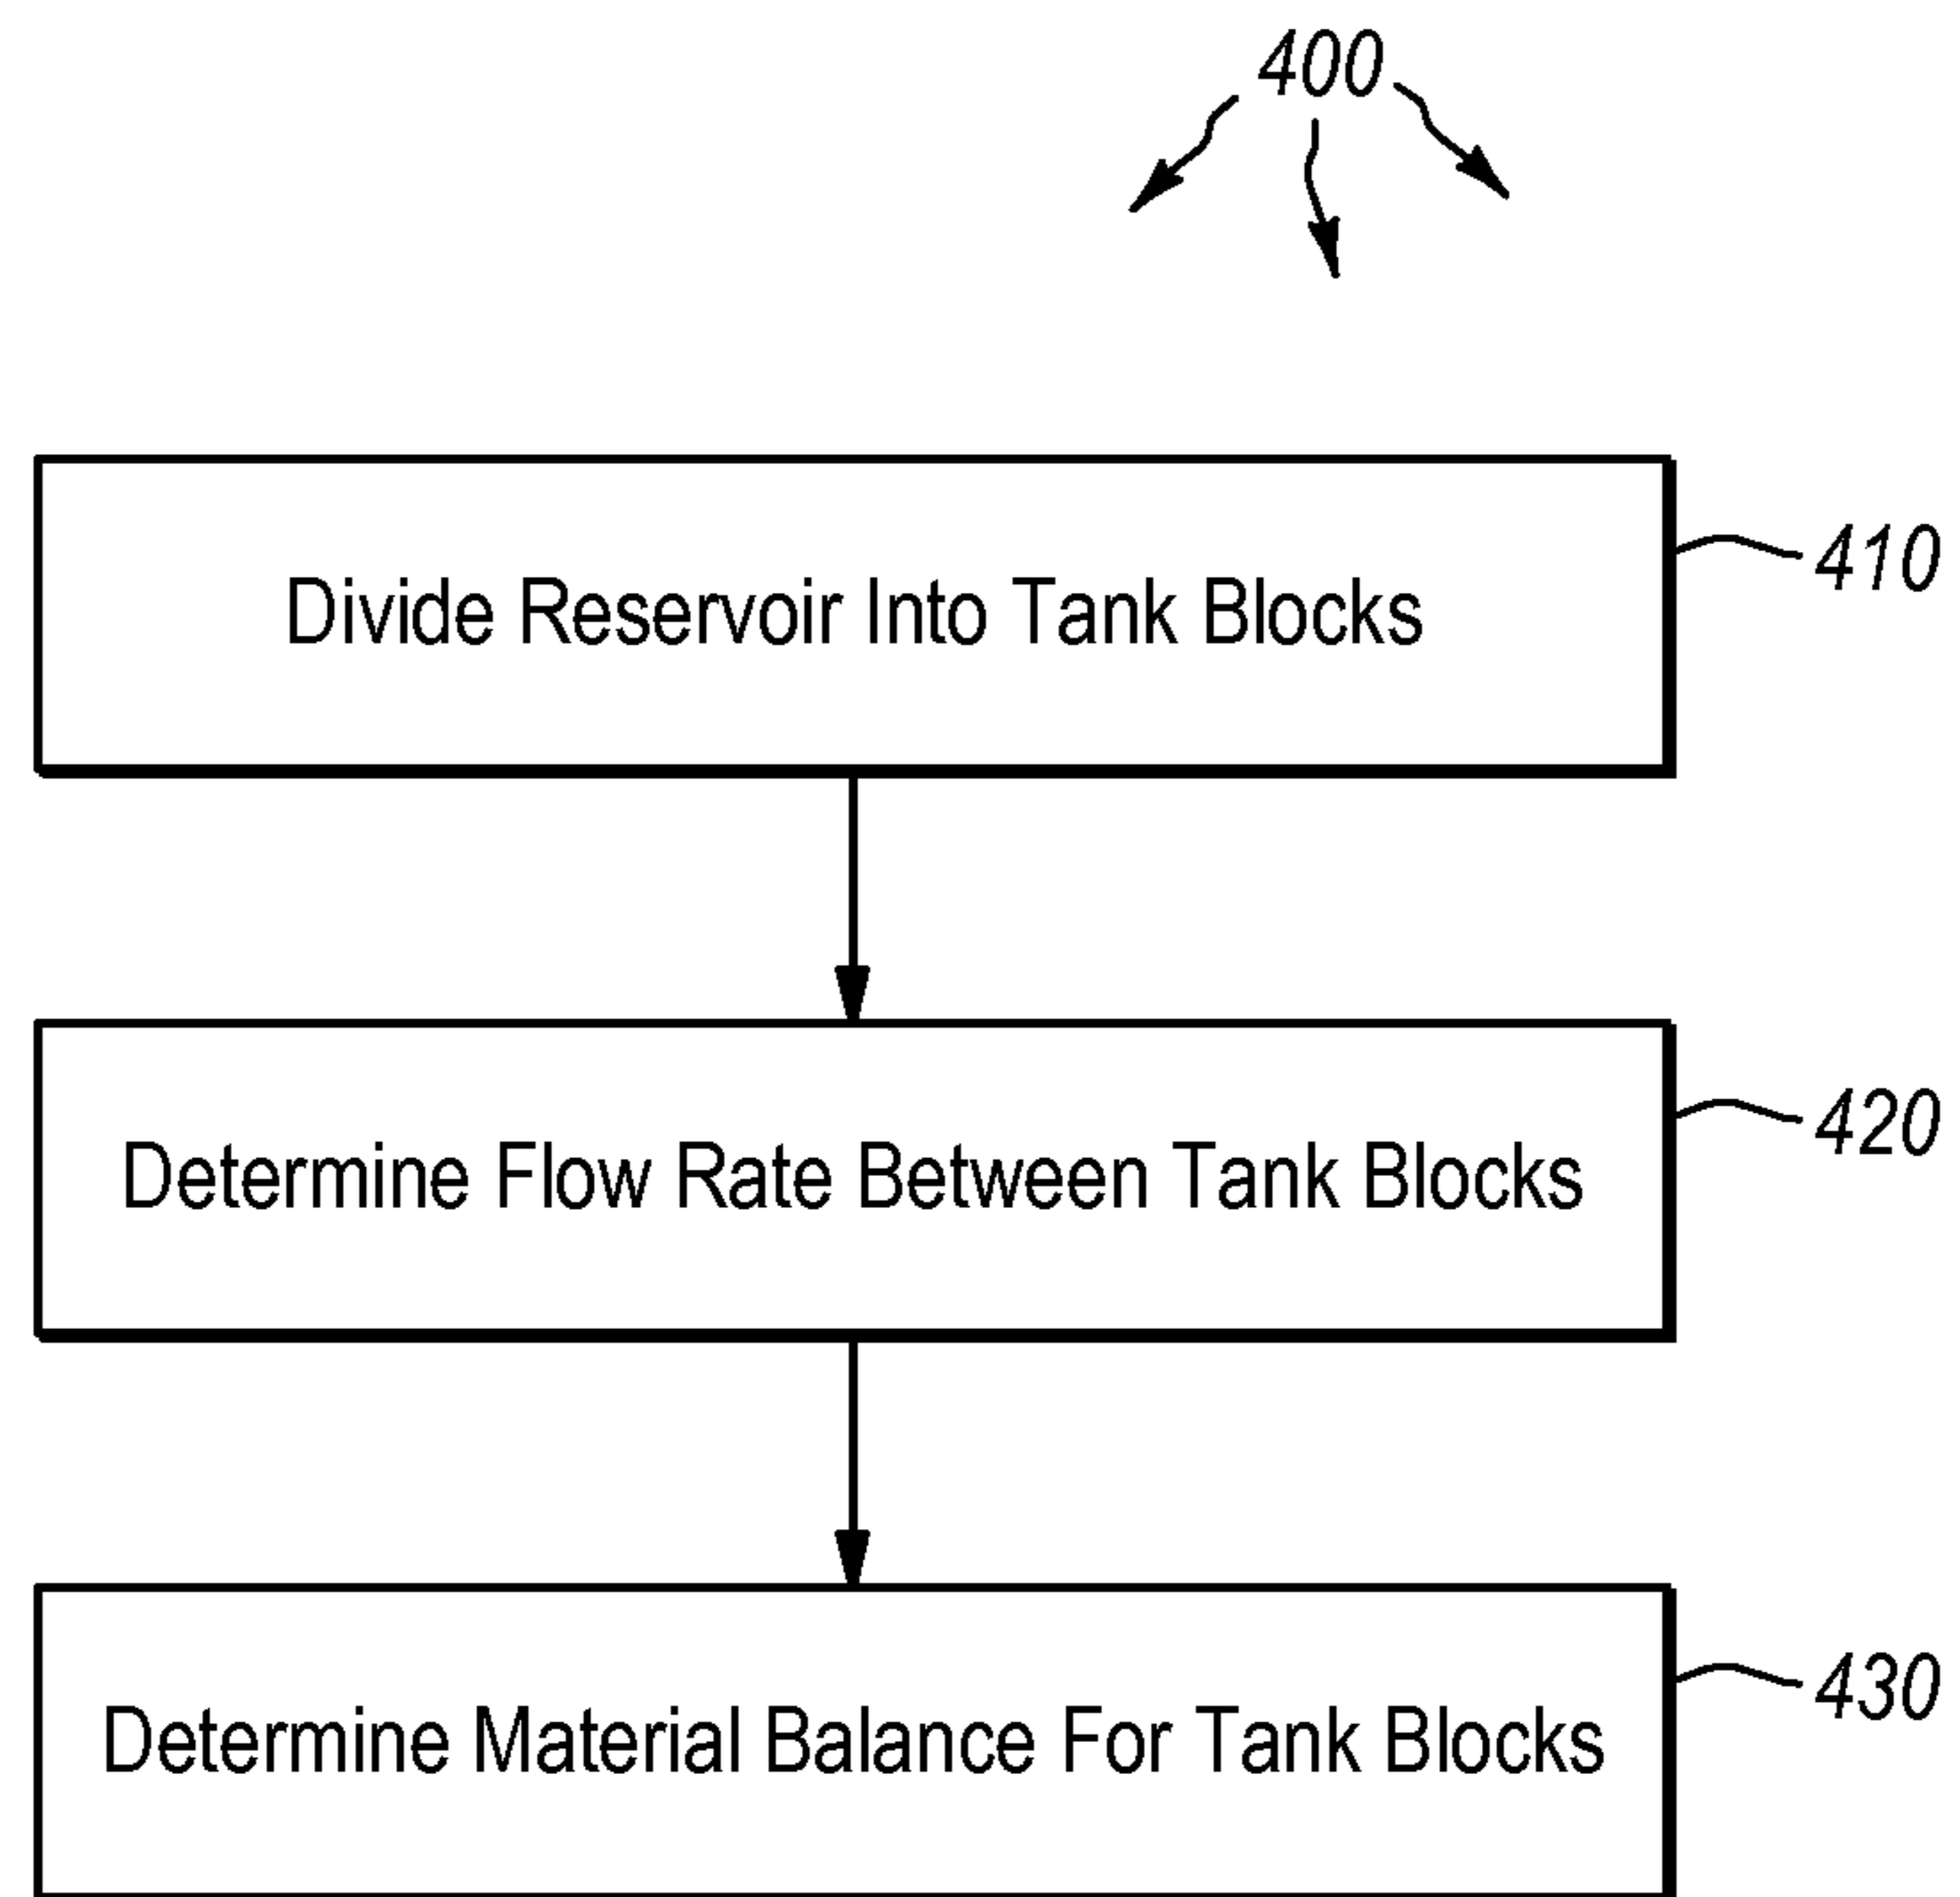 400
Divide Reservoir Into Tank Blocks
410
Determine Flow Rate Between Tank Blocks
420
Determine Material Balance For Tank Blocks
430